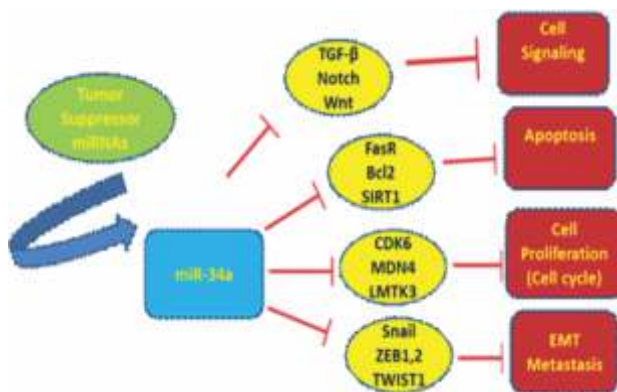 Tumor
Suppressor
miRNAs
miR-34a
TGF-β
Notch
Wnt
Cell
Signaling
FasR
Bcl2
SIRT1
Apoptosis
CDK6
MDN4
LMTK3
Cell
Proliferation
(Cell cycle)
Snail
ZEB1,2
TWIST1
EMT
Metastasis